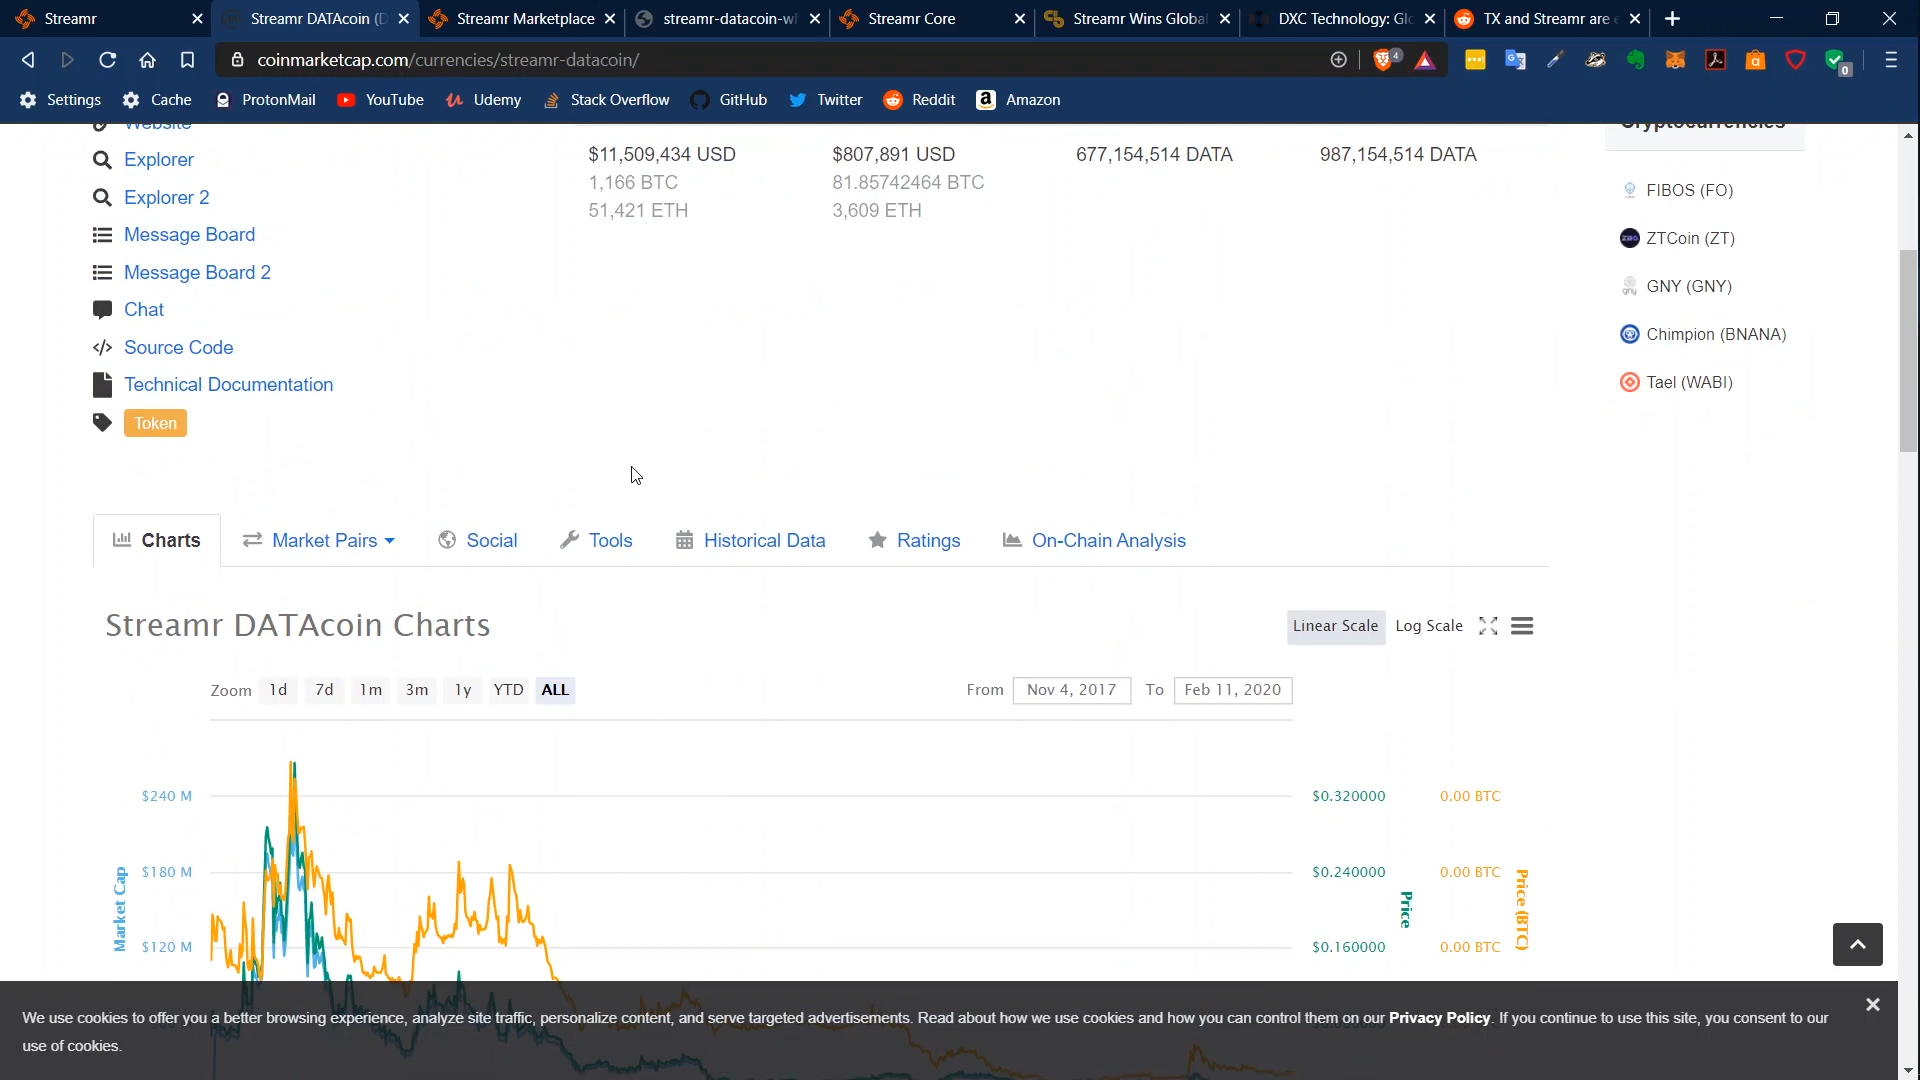 Streamr
Streamr DATAcoin (D
Streamr Marketplace
streamr-datacoin-wl
Streamr Core
Streamr Wins Global
DXC Technology: Glo
TX and Streamr are e
coinmarketcap.com/currencies/streamr-datacoin/
4
0
Settings
Cache
ProtonMail
YouTube
Udemy
Stack Overflow
GitHub
Twitter
Reddit
Amazon
Website
Explorer
Explorer 2
Message Board
Message Board 2
Chat
Source Code
Technical Documentation
Token
$11,509,434 USD
1,166 BTC
51,421 ETH
$807,891 USD
81.85742464 BTC
3,609 ETH
677,154,514 DATA
987,154,514 DATA
Cryptocurrencies
FIBOS (FO)
ZTCoin (ZT)
GNY (GNY)
Chimpion (BNANA)
Tael (WABI)
Charts
Market Pairs
Social
Tools
Historical Data
Ratings
On-Chain Analysis
Streamr DATAcoin Charts
Linear Scale
Log Scale
Zoom 1d 7d 1m 3m 1y YTD ALL
From Nov 4, 2017 To Feb 11, 2020
$240 M
$180 M
$120 M
Market Cap
$0.320000
$0.240000
$0.160000
Price
0.00 BTC
0.00 BTC
0.00 BTC
Price (BTC)
We use cookies to offer you a better browsing experience, analyze site traffic, personalize content, and serve targeted advertisements. Read about how we use cookies and how you can control them on our Privacy Policy. If you continue to use this site, you consent to our
use of cookies.